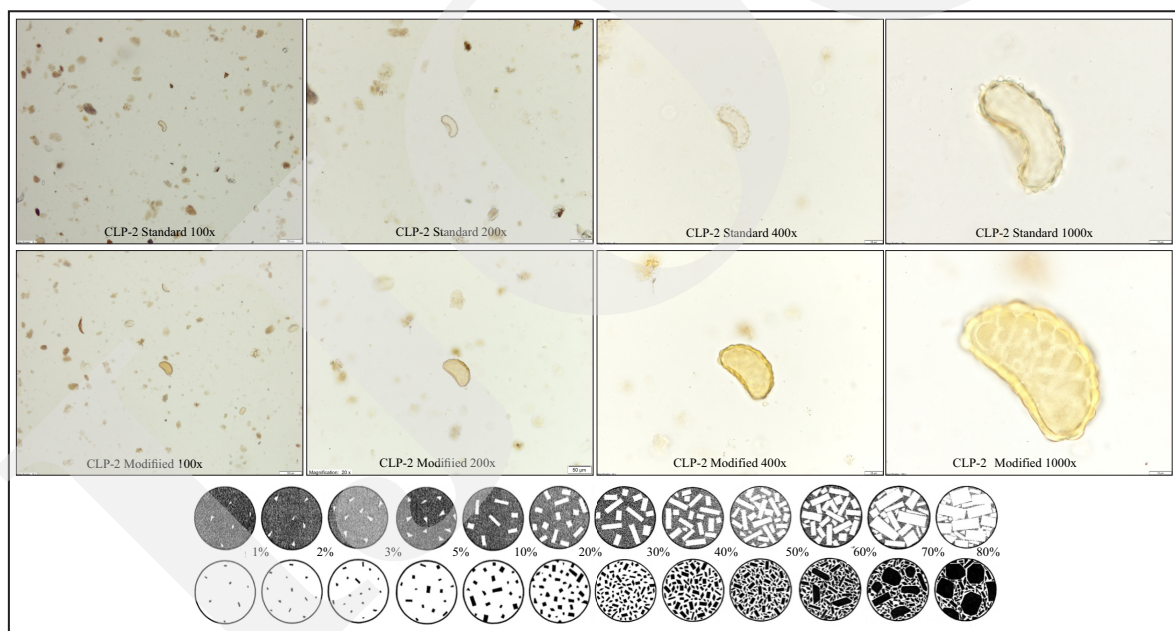 CLP-2 Standard 100x
CLP-2 Standard 200x
CLP-2 Standard 400x
CLP-2 Standard 1000x
CLP-2 Modifiied 100x
Magnification: 20 x
CLP-2 Modifiied 200x
50 µm
CLP-2 Modified 400x
CLP-2 Modified 1000x
1% 2% 3% 5% 10% 20% 30% 40% 50% 60% 70% 80%